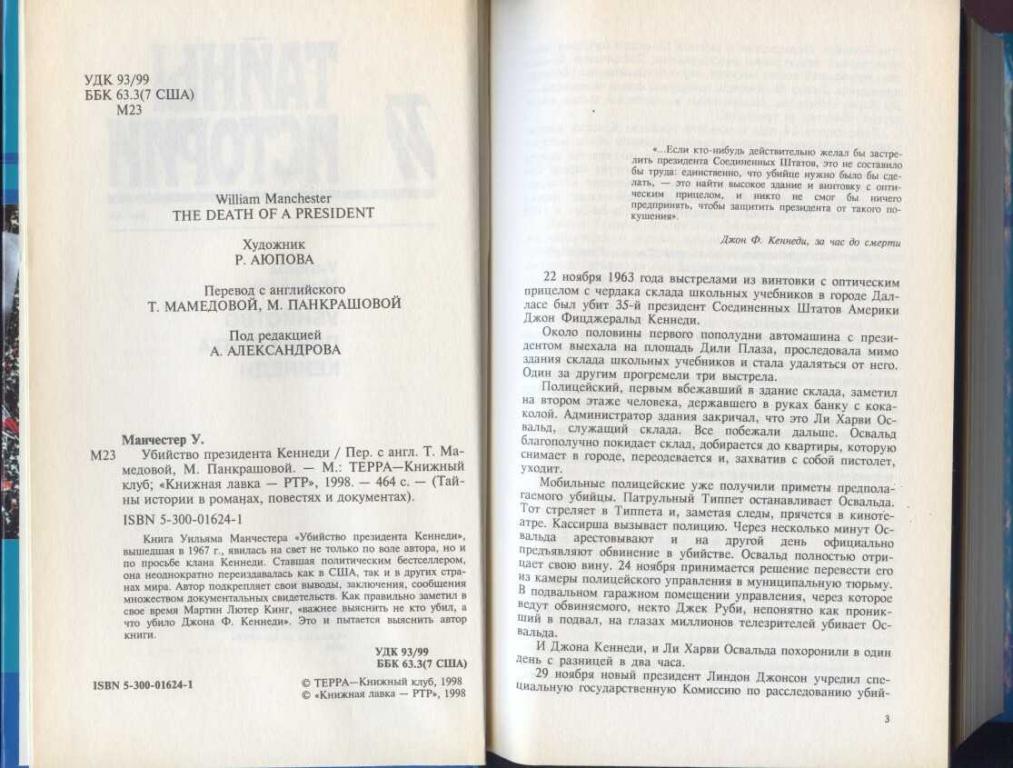 УДК 93/99
ББК 63.3(7 США)
М23
William Manchester
THE DEATH OF A PRESIDENT
Художник
Р. АЮПОВА
Перевод с английского
Т. МАМЕДОВОЙ, М. ПАНКРАШОВОЙ
Под редакцией
А. АЛЕКСАНДРОВА
Манчестер У.
М23 Убийство президента Кеннеди / Пер. с англ. Т. Ма-
медовой, М. Панкрашовой. — М.: ТЕРРА—Книжный
клуб; «Книжная лавка — РТР», 1998. — 464 с. — (Тай-
ны истории в романах, повестях и документах).
ISBN 5-300-01624-1
Книга Уильяма Манчестера «Убийство президента Кеннеди»,
вышедшая в 1967 г., явилась на свет не только по воле автора, но и
по просьбе клана Кеннеди. Ставшая политическим бестселлером,
она неоднократно переиздавалась как в США, так и в других стра-
нах мира. Автор подкрепляет свои выводы, заключения, сообщения
множеством документальных свидетельств. Как правильно заметил в
свое время Мартин Лютер Кинг, «важнее выяснить не кто убил, а
что убило Джона Ф. Кеннеди». Это и пытается выяснить автор
книги.
УДК 93/99
ББК 63.3(7 США)
ISBN 5-300-01624-1
© ТЕРРА—Книжный клуб, 1998
© «Книжная лавка — РТР», 1998
«...Если кто-нибудь действительно желал бы застре-
лить президента Соединенных Штатов, это не составило
бы труда: единственно, что убийце нужно было бы сде-
лать, — это найти высокое здание и винтовку с опти-
ческим прицелом, и никто не смог бы ничего
предпринять, чтобы защитить президента от такого по-
кушения».
Джон Ф. Кеннеди, за час до смерти
22 ноября 1963 года выстрелами из винтовки с оптическим
прицелом с чердака склада школьных учебников в городе Дал-
ласе был убит 35-й президент Соединенных Штатов Америки
Джон Фицджеральд Кеннеди.
Около половины первого пополудни автомашина с прези-
дентом выехала на площадь Дили Плаза, проследовала мимо
здания склада школьных учебников и стала удаляться от него.
Один за другим прогремели три выстрела.
Полицейский, первым вбежавший в здание склада, заметил
на втором этаже человека, державшего в руках банку с кока-
колой. Администратор здания закричал, что это Ли Харви Ос-
вальд, служащий склада. Все побежали дальше. Освальд
благополучно покидает склад, добирается до квартиры, которую
снимает в городе, переодевается и, захватив с собой пистолет,
уходит.
Мобильные полицейские уже получили приметы предпола-
гаемого убийцы. Патрульный Типпет останавливает Освальда.
Тот стреляет в Типпета и, заметая следы, прячется в киноте-
атре. Кассирша вызывает полицию. Через несколько минут Ос-
вальда арестовывают и на другой день официально
предъявляют обвинение в убийстве. Освальд полностью отри-
цает свою вину. 24 ноября принимается решение перевести его
из камеры полицейского управления в муниципальную тюрьму.
В подвальном гаражном помещении управления, через которое
ведут обвиняемого, некто Джек Руби, непонятно как проник-
ший в подвал, на глазах миллионов телезрителей убивает Ос-
вальда.
И Джона Кеннеди, и Ли Харви Освальда похоронили в один
день с разницей в два часа.
29 ноября новый президент Линдон Джонсон учредил спе-
циальную государственную Комиссию по расследованию убий-
3